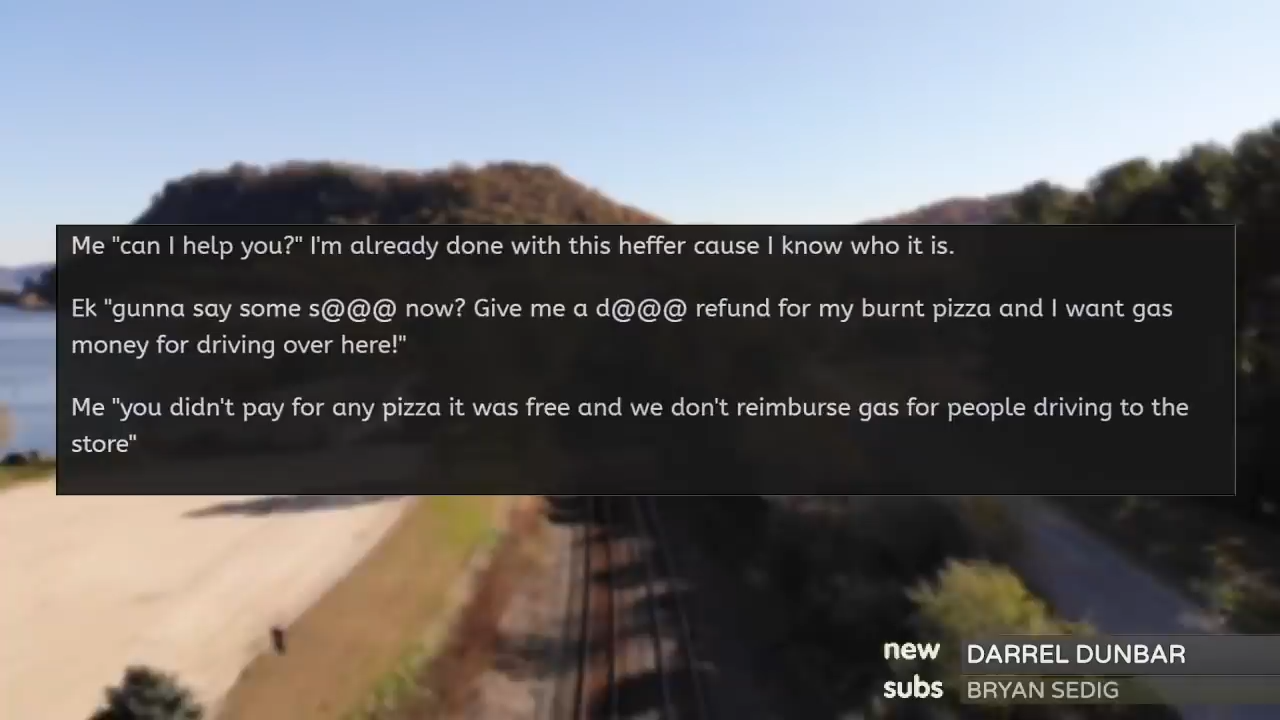 Me "can I help you?" I'm already done with this heffer cause I know who it is.
Ek "gunna say some s@@@ now? Give me a d@@@ refund for my burnt pizza and I want gas
money for driving over here!"
Me "you didn't pay for any pizza it was free and we don't reimburse gas for people driving to the
store"
new DARREL DUNBAR
subs BRYAN SEDIG